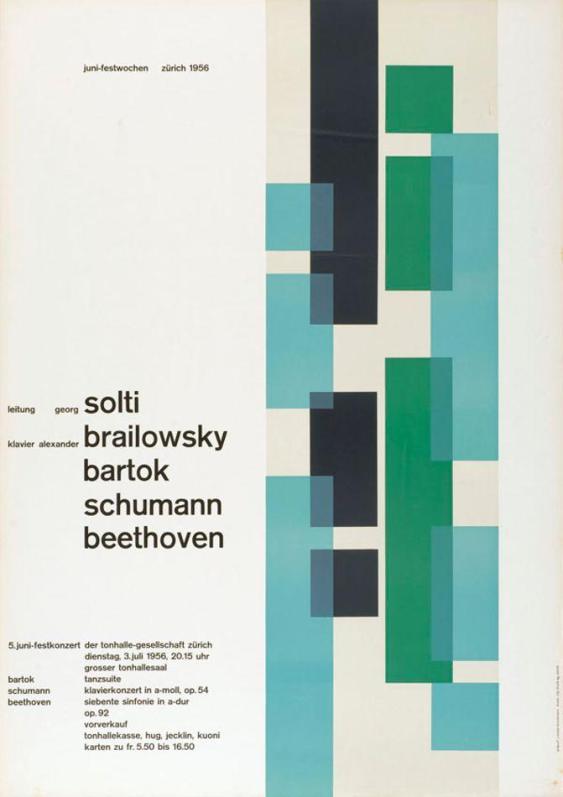 juni-festwochen zürich 1956
leitung georg solti
klavier alexander brailowsky
bartok
schumann
beethoven
5.juni-festkonzert der tonhalle-gesellschaft zürich
dienstag, 3.juli 1956, 20.15 uhr
grosser tonhallesaal
bartok tanzsuite
schumann klavierkonzert in a-moll, op.54
beethoven siebente sinfonie in a-dur
op.92
vorverkauf
tonhallekasse, hug, jecklin, kuoni
karten zu fr.5.50 bis 16.50